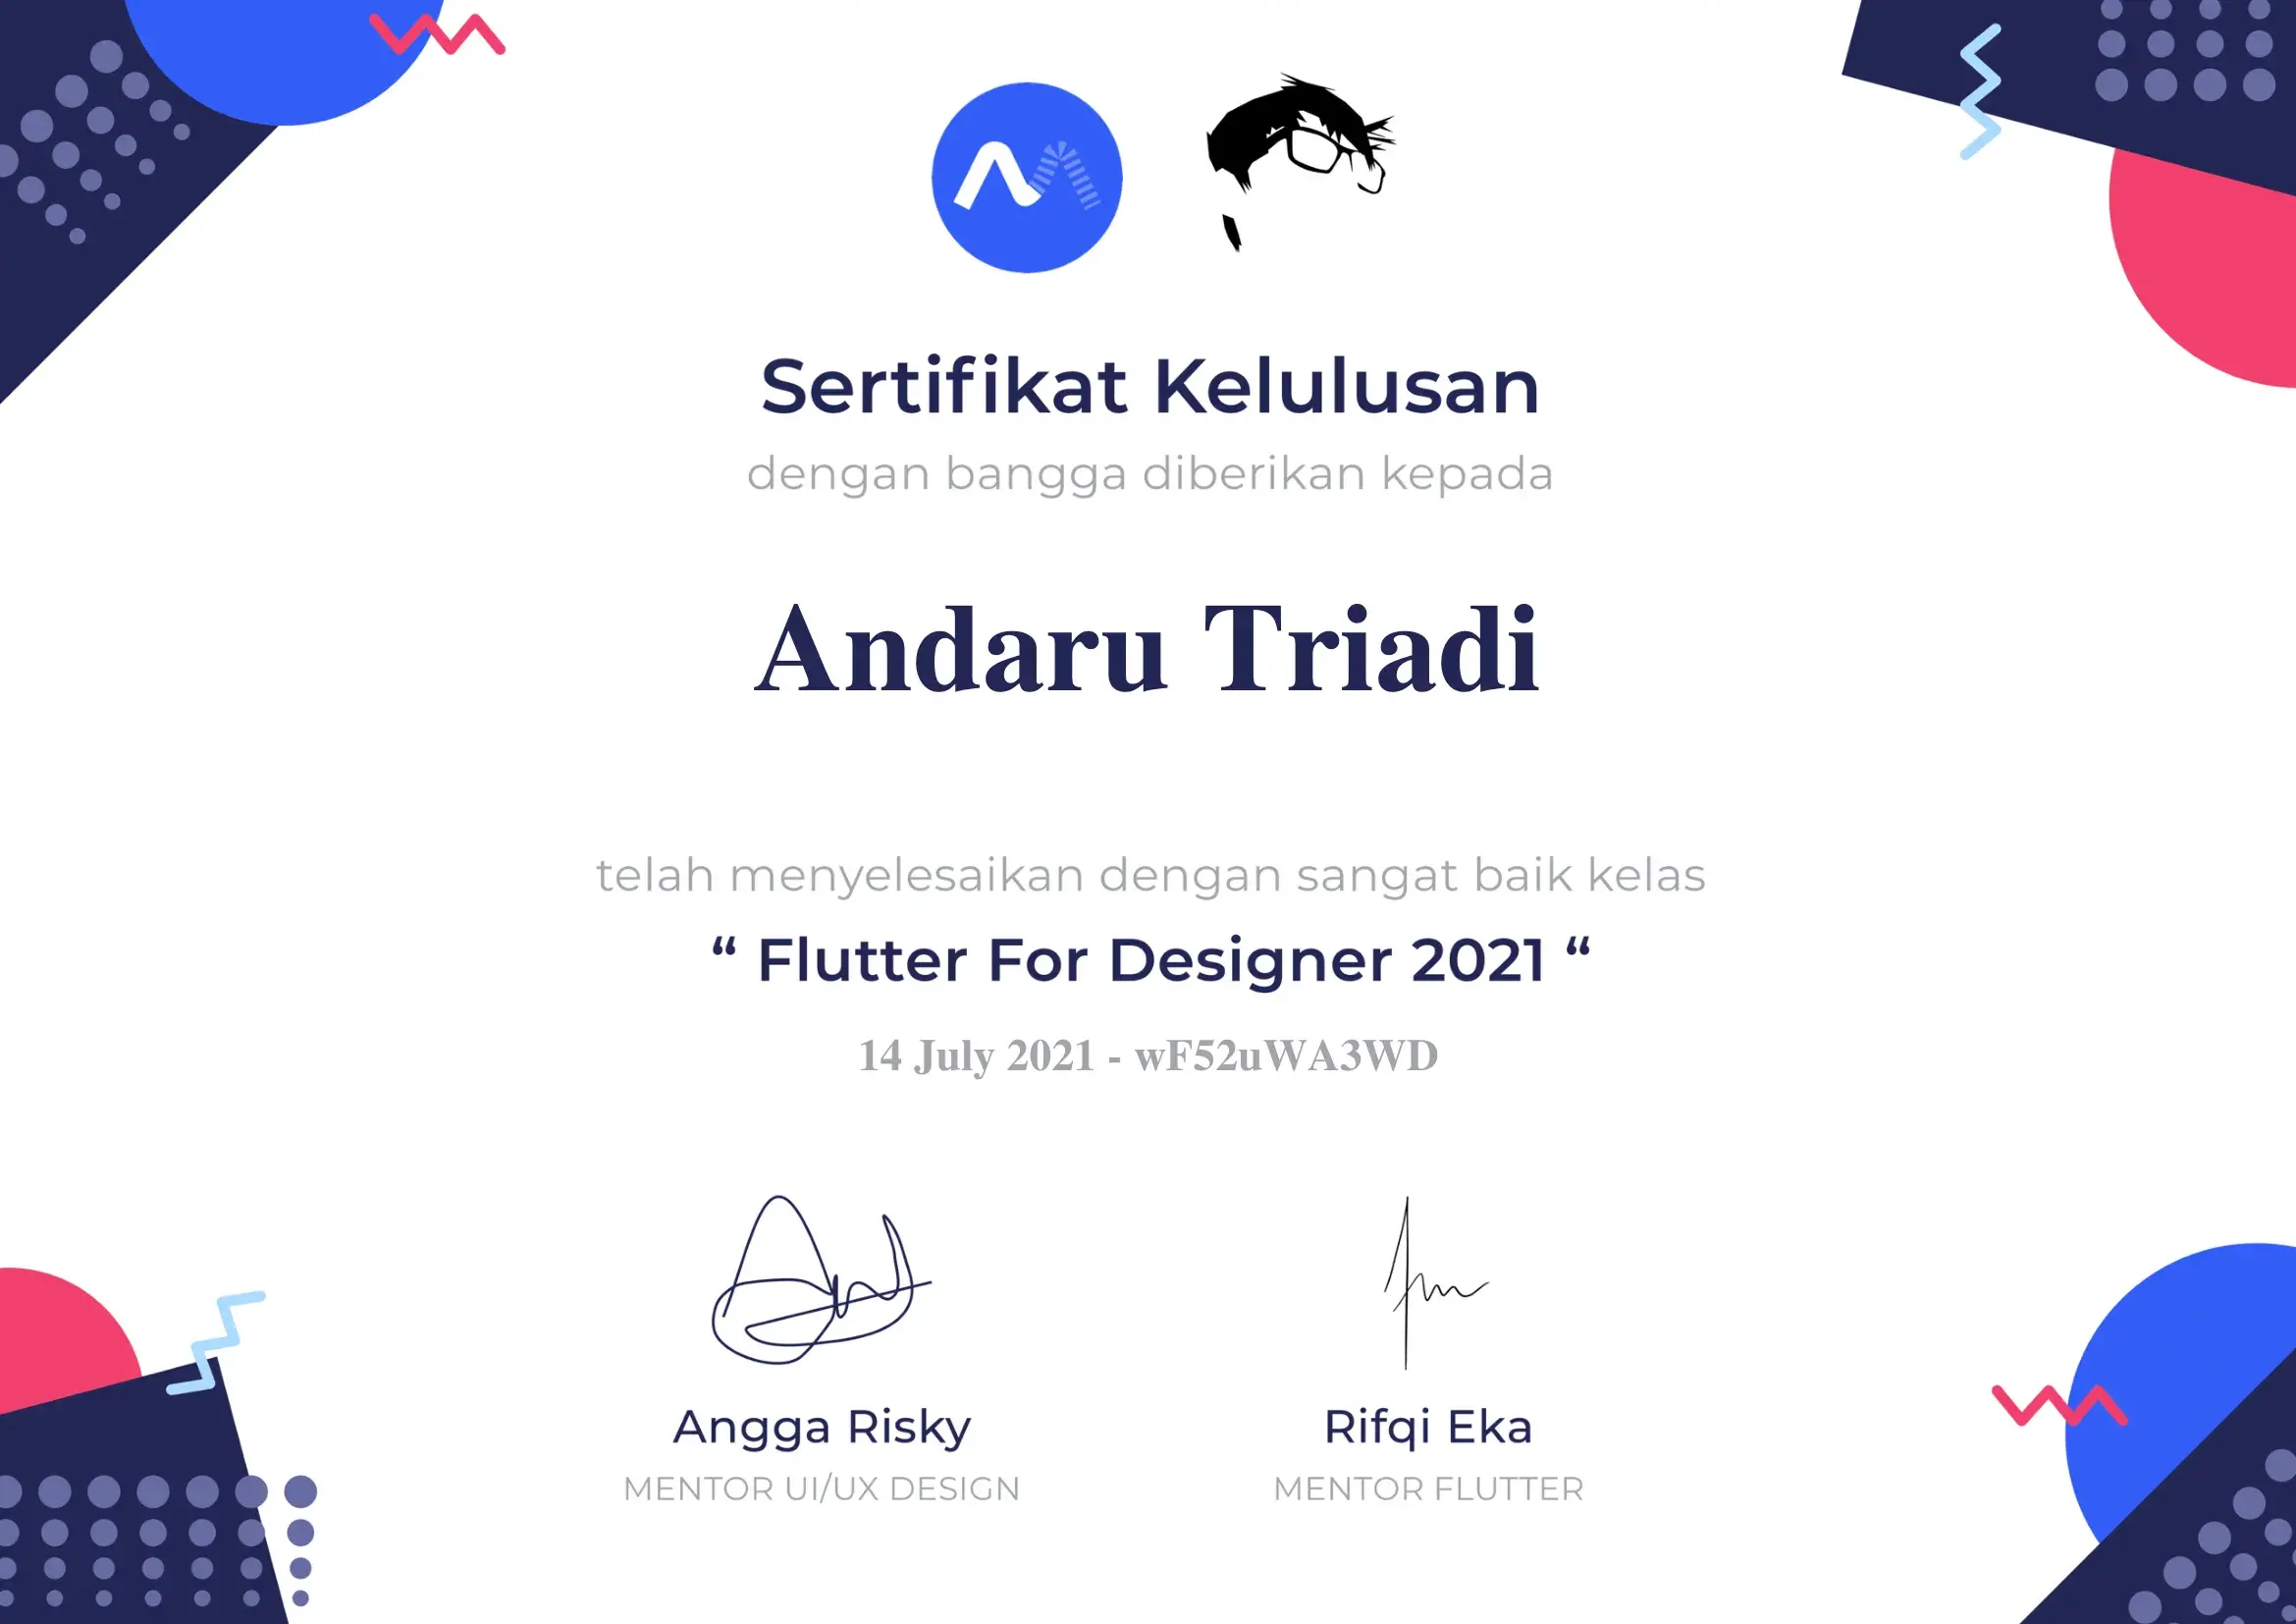 Sertifikat Kelulusan
dengan bangga diberikan kepada
Andaru Triadi
telah menyelesaikan dengan sangat baik kelas
“ Flutter For Designer 2021 “
14 July 2021 - wF52uWA3WD
Angga Risky
MENTOR UI/UX DESIGN
Rifqi Eka
MENTOR FLUTTER